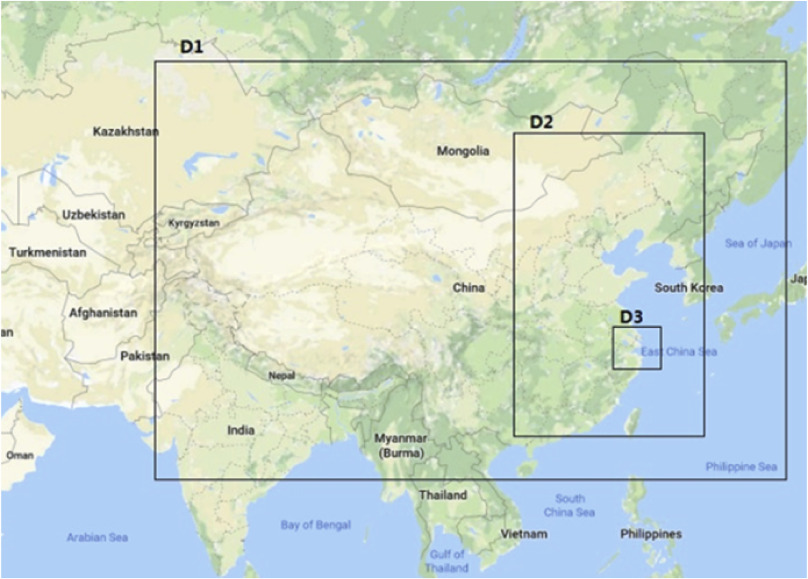 D1
D2
Kazakhstan
Mongolia
Uzbekistan
Kyrgyzstan
Sea of Japan
Turkmenistan
China
South Korea
Jap
Afghanistan
D3
an
East China Sea
Pakistan
Nepal
India
Myanmar
(Burma)
Oman
Philippine Sea
Thailand
South
China Sea
Bay of Bengal
Arabian Sea
Vietnam
Philippines
Gulf of
Thailand